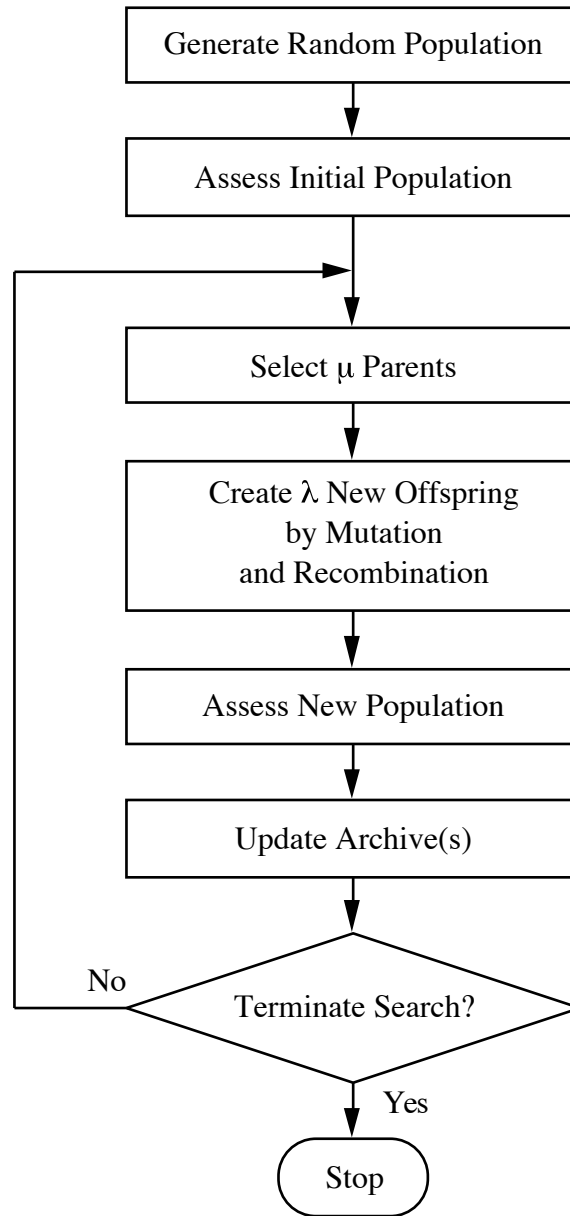 Generate Random Population
Assess Initial Population
Select μ Parents
Create λ New Offspring
by Mutation
and Recombination
Assess New Population
Update Archive(s)
No
Terminate Search?
Yes
Stop